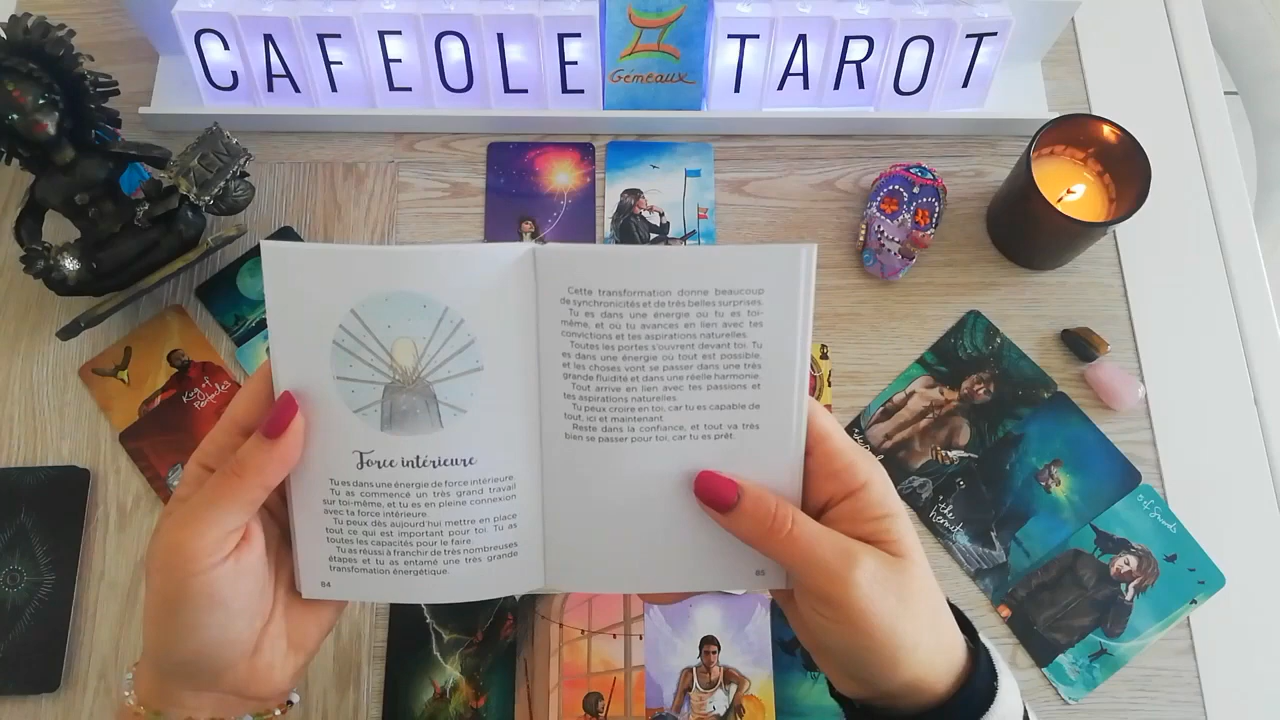 CAFEOLE TAROT
Gémeaux
King of
Pentacles
Force intérieure
Tu es dans une énergie de force intérieure.
Tu as commencé un très grand travail
sur toi-même, et tu es en pleine connexion
avec ta force intérieure.
Tu peux dès aujourd'hui mettre en place
tout ce qui est important pour toi. Tu as
toutes les capacités pour le faire.
Tu as réussi à franchir de très nombreuses
étapes et tu as entamé une très grande
transfomation énergétique.
84
Cette transformation donne beaucoup
de synchronicités et de très belles surprises.
Tu es dans une énergie où tu es toi-
même, et où tu avances en lien avec tes
convictions et tes aspirations naturelles.
Toutes les portes s'ouvrent devant toi. Tu
es dans une énergie où tout est possible,
et les choses vont se passer dans une très
grande fluidité et dans une réelle harmonie.
Tout arrive en lien avec tes passions et
tes aspirations naturelles.
Tu peux croire en toi, car tu es capable de
tout, ici et maintenant.
Reste dans la confiance, et tout va très
bien se passer pour toi, car tu es prêt.
85
the
hermit
5 of Swords